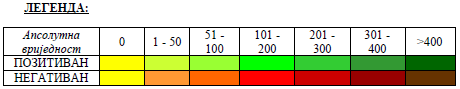 ЛЕГЕНДА:
Апсолутна вриједност 0 1 - 50 51 - 100 101 - 200 201 - 300 301 - 400 >400
ПОЗИТИВАН
НЕГАТИВАН